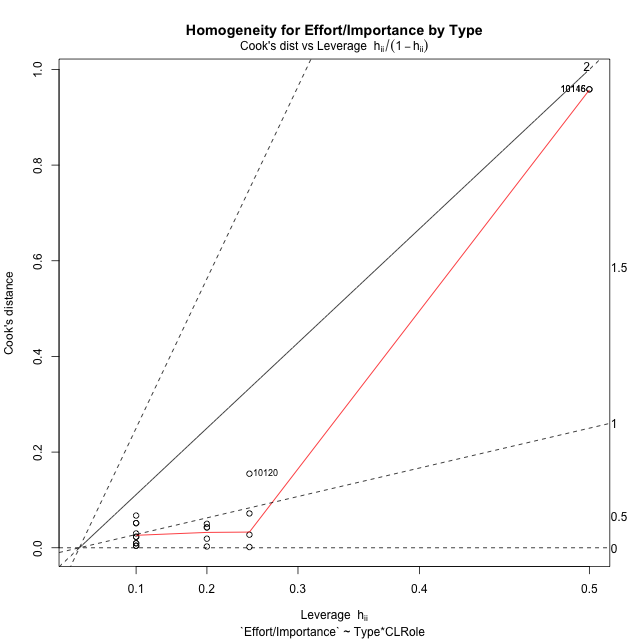 Homogeneity for Effort/Importance by Type
Cook's dist vs Leverage hii/(1 − hii)
2
10146
1.5
1
10120
0.5
0
Cook's distance
1.0
0.8
0.6
0.4
0.2
0.0
0.1 0.2 0.3 0.4 0.5
Leverage hii
`Effort/Importance` ~ Type*CLRole